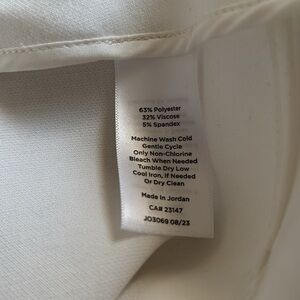 63% Polyester
32% Viscose
5% Spandex
Machine Wash Cold
Gentle Cycle
Only Non-Chlorine
Bleach When Needed
Tumble Dry Low
Cool Iron, If Needed
Or Dry Clean
Made In Jordan
CA# 23147
JO3069 08/23